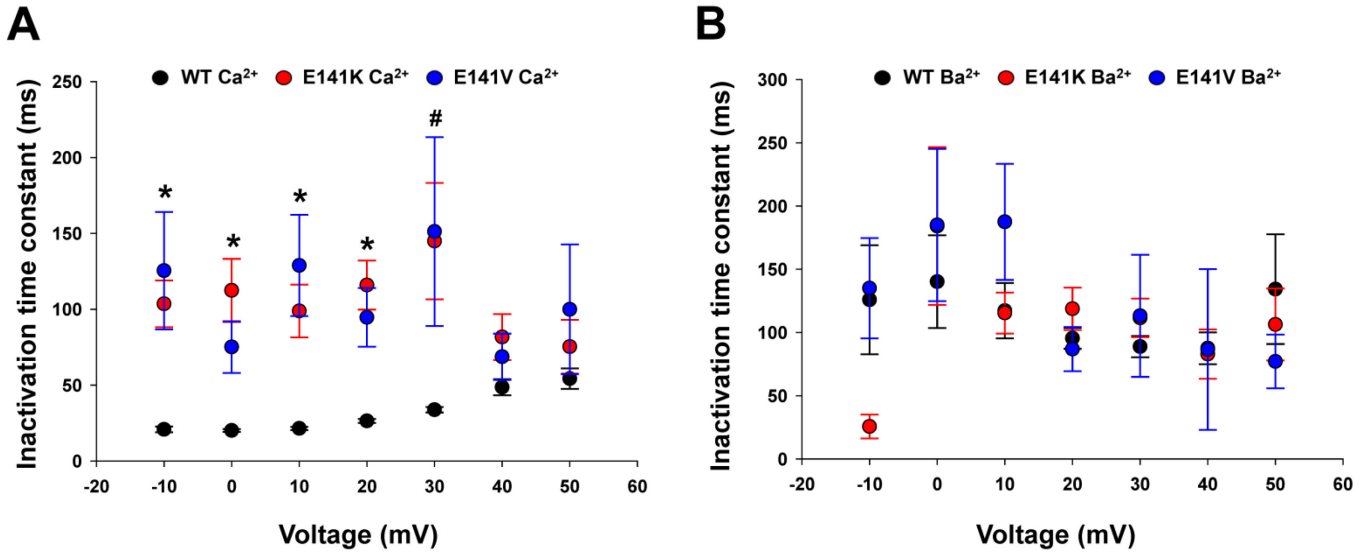 A
WT Ca²⁺ E141K Ca²⁺ E141V Ca²⁺
Inactivation time constant (ms)
250
200
150
100
50
0
* * * * #
-20 -10 0 10 20 30 40 50 60
Voltage (mV)
B
WT Ba²⁺ E141K Ba²⁺ E141V Ba²⁺
Inactivation time constant (ms)
300
250
200
150
100
50
0
-20 -10 0 10 20 30 40 50 60
Voltage (mV)